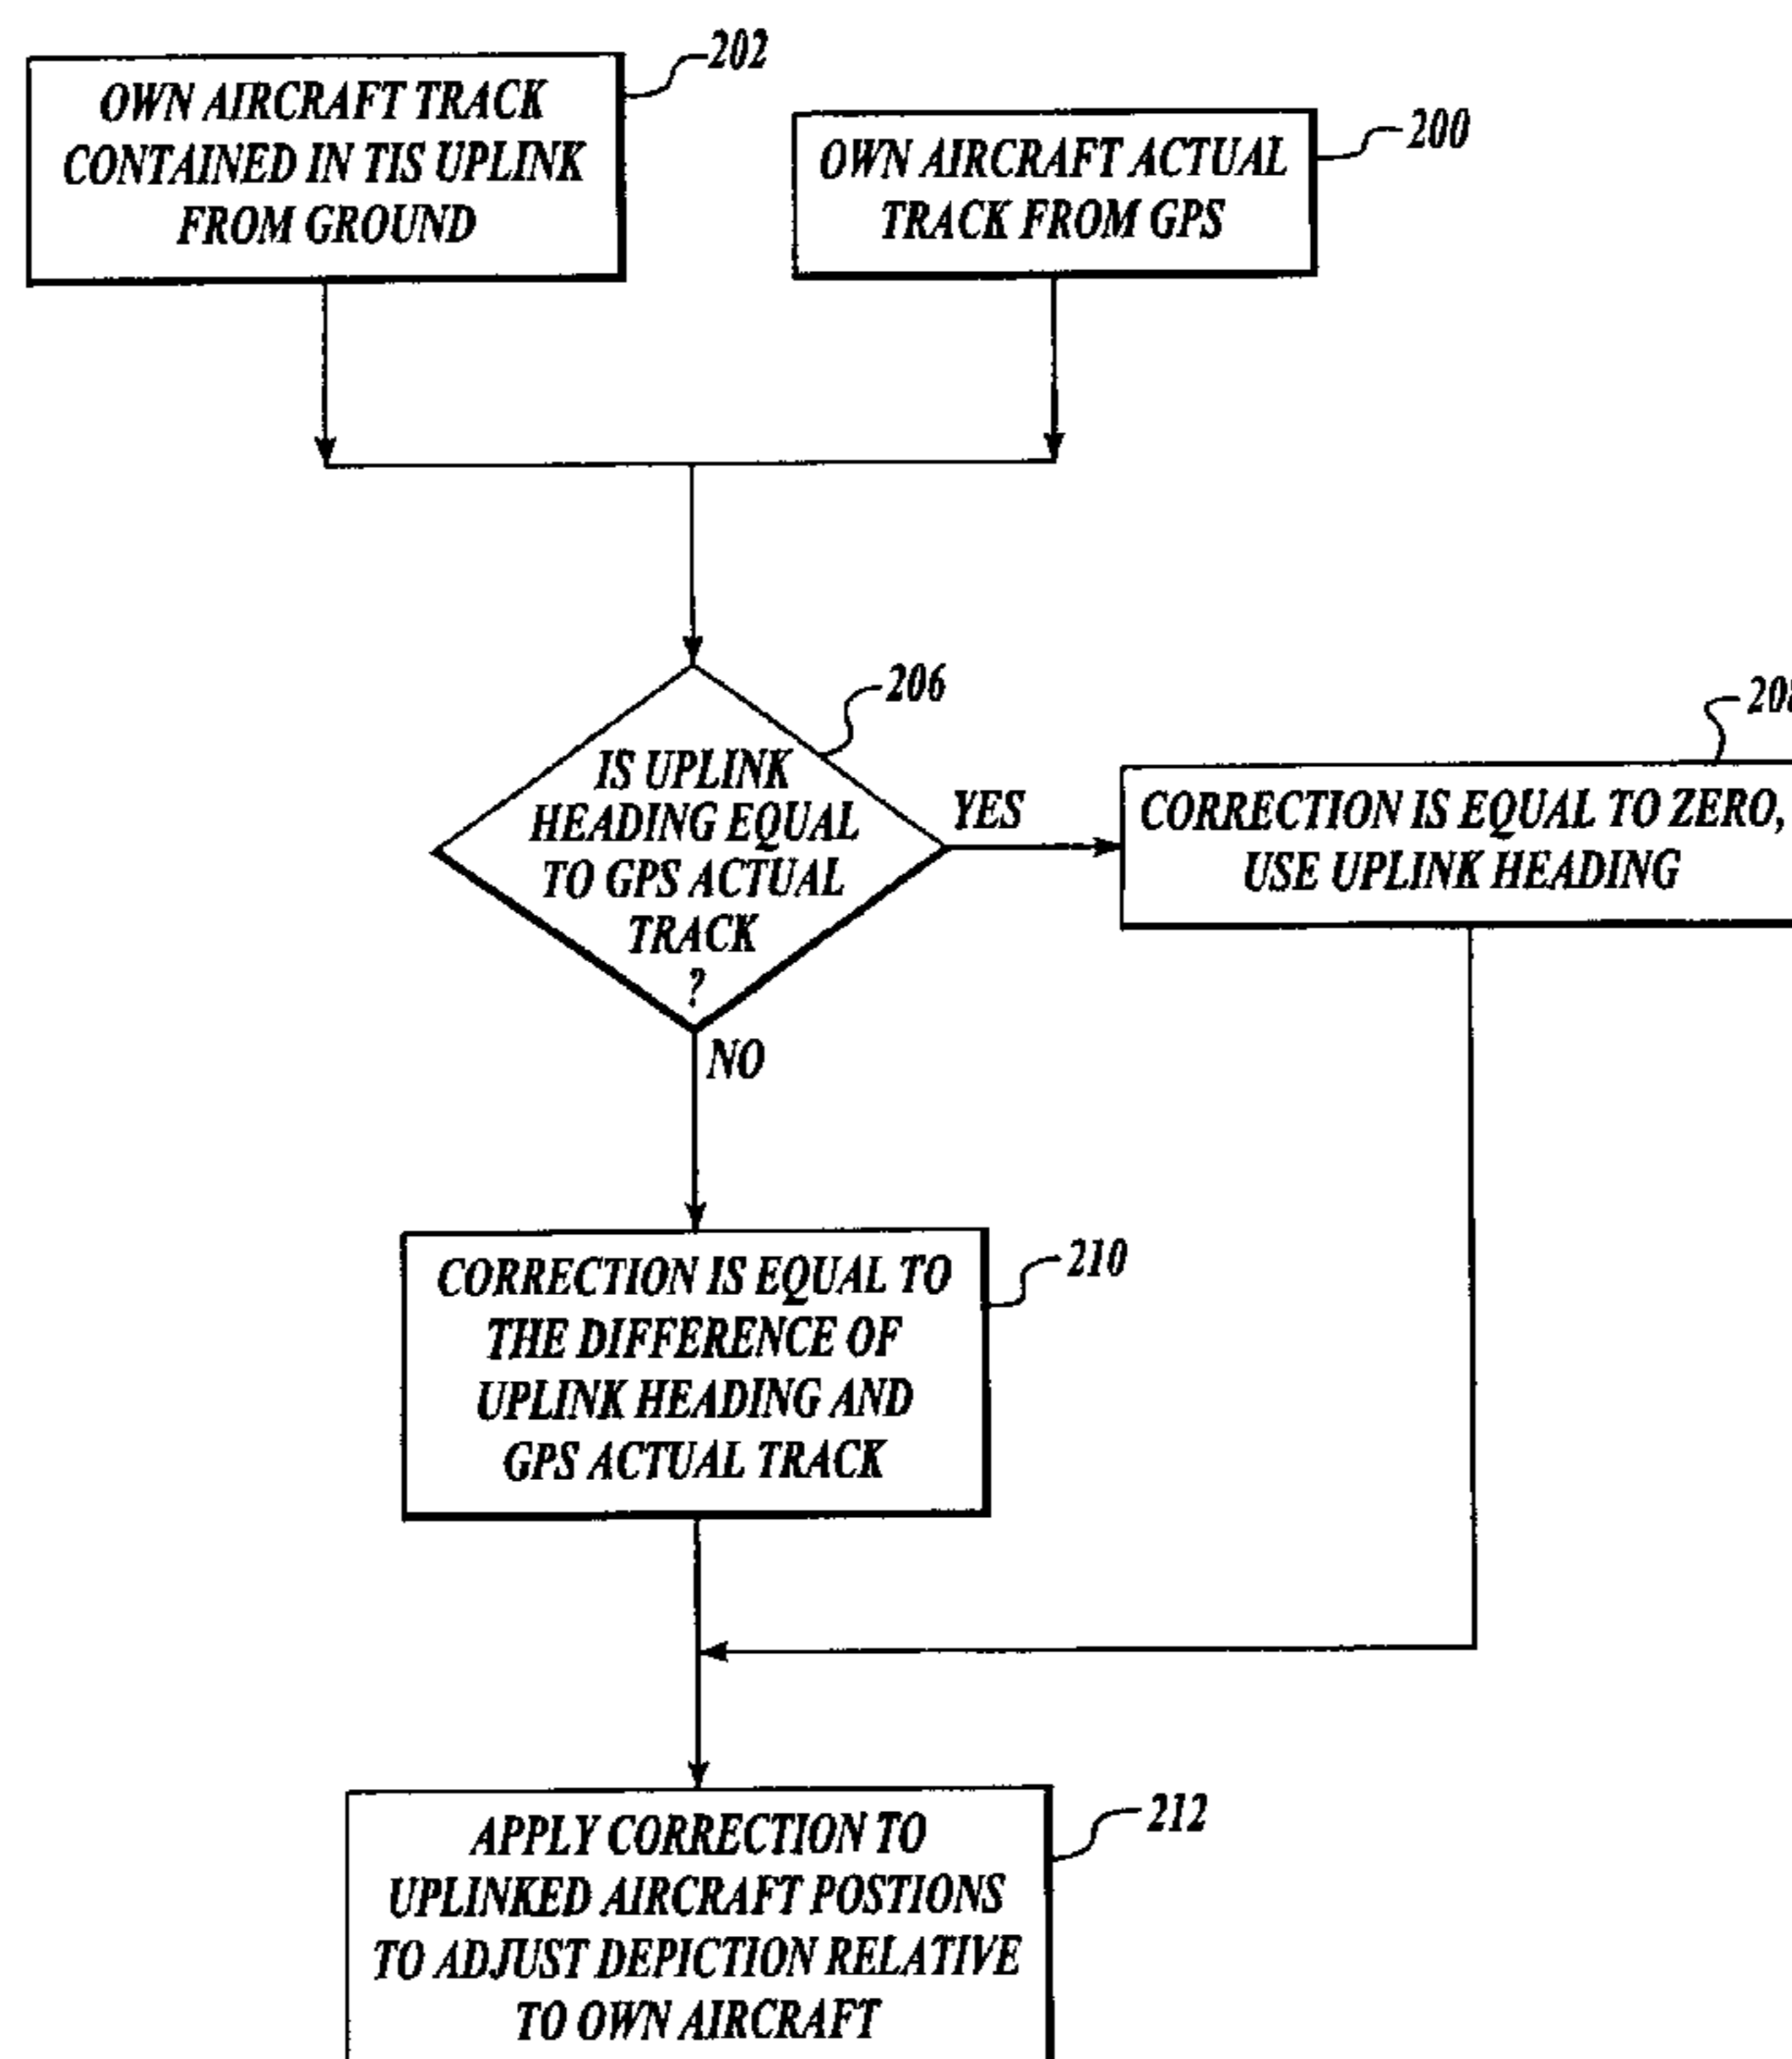 202
OWN AIRCRAFT TRACK
CONTAINED IN TIS UPLINK
FROM GROUND
200
OWN AIRCRAFT ACTUAL
TRACK FROM GPS
206
IS UPLINK
HEADING EQUAL
TO GPS ACTUAL
TRACK
?
YES
CORRECTION IS EQUAL TO ZERO,
USE UPLINK HEADING
NO
210
CORRECTION IS EQUAL TO
THE DIFFERENCE OF
UPLINK HEADING AND
GPS ACTUAL TRACK
212
APPLY CORRECTION TO
UPLINKED AIRCRAFT POSTIONS
TO ADJUST DEPICTION RELATIVE
TO OWN AIRCRAFT